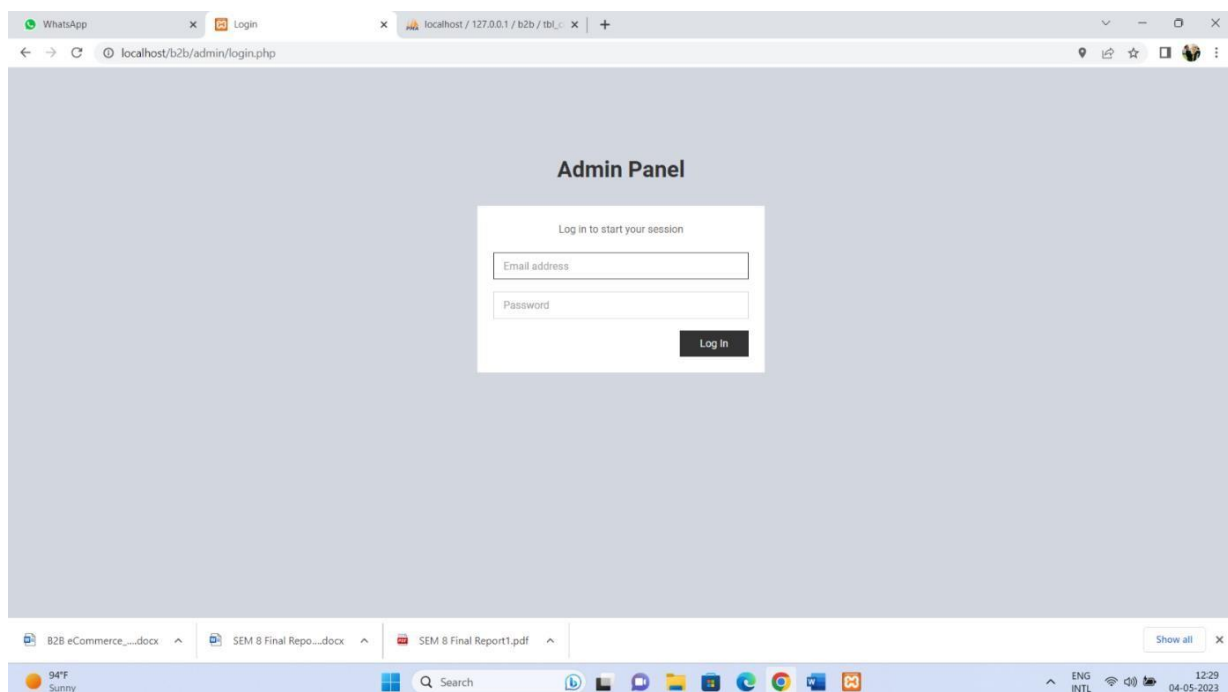 WhatsApp
Login
localhost / 127.0.0.1 / b2b / tbl_c
localhost/b2b/admin/login.php
Admin Panel
Log in to start your session
Email address
Password
Log In
B2B eCommerce_....docx
SEM 8 Final Repo....docx
SEM 8 Final Report1.pdf
Show all
94°F
Sunny
Search
ENG
INTL
12:29
04-05-2023